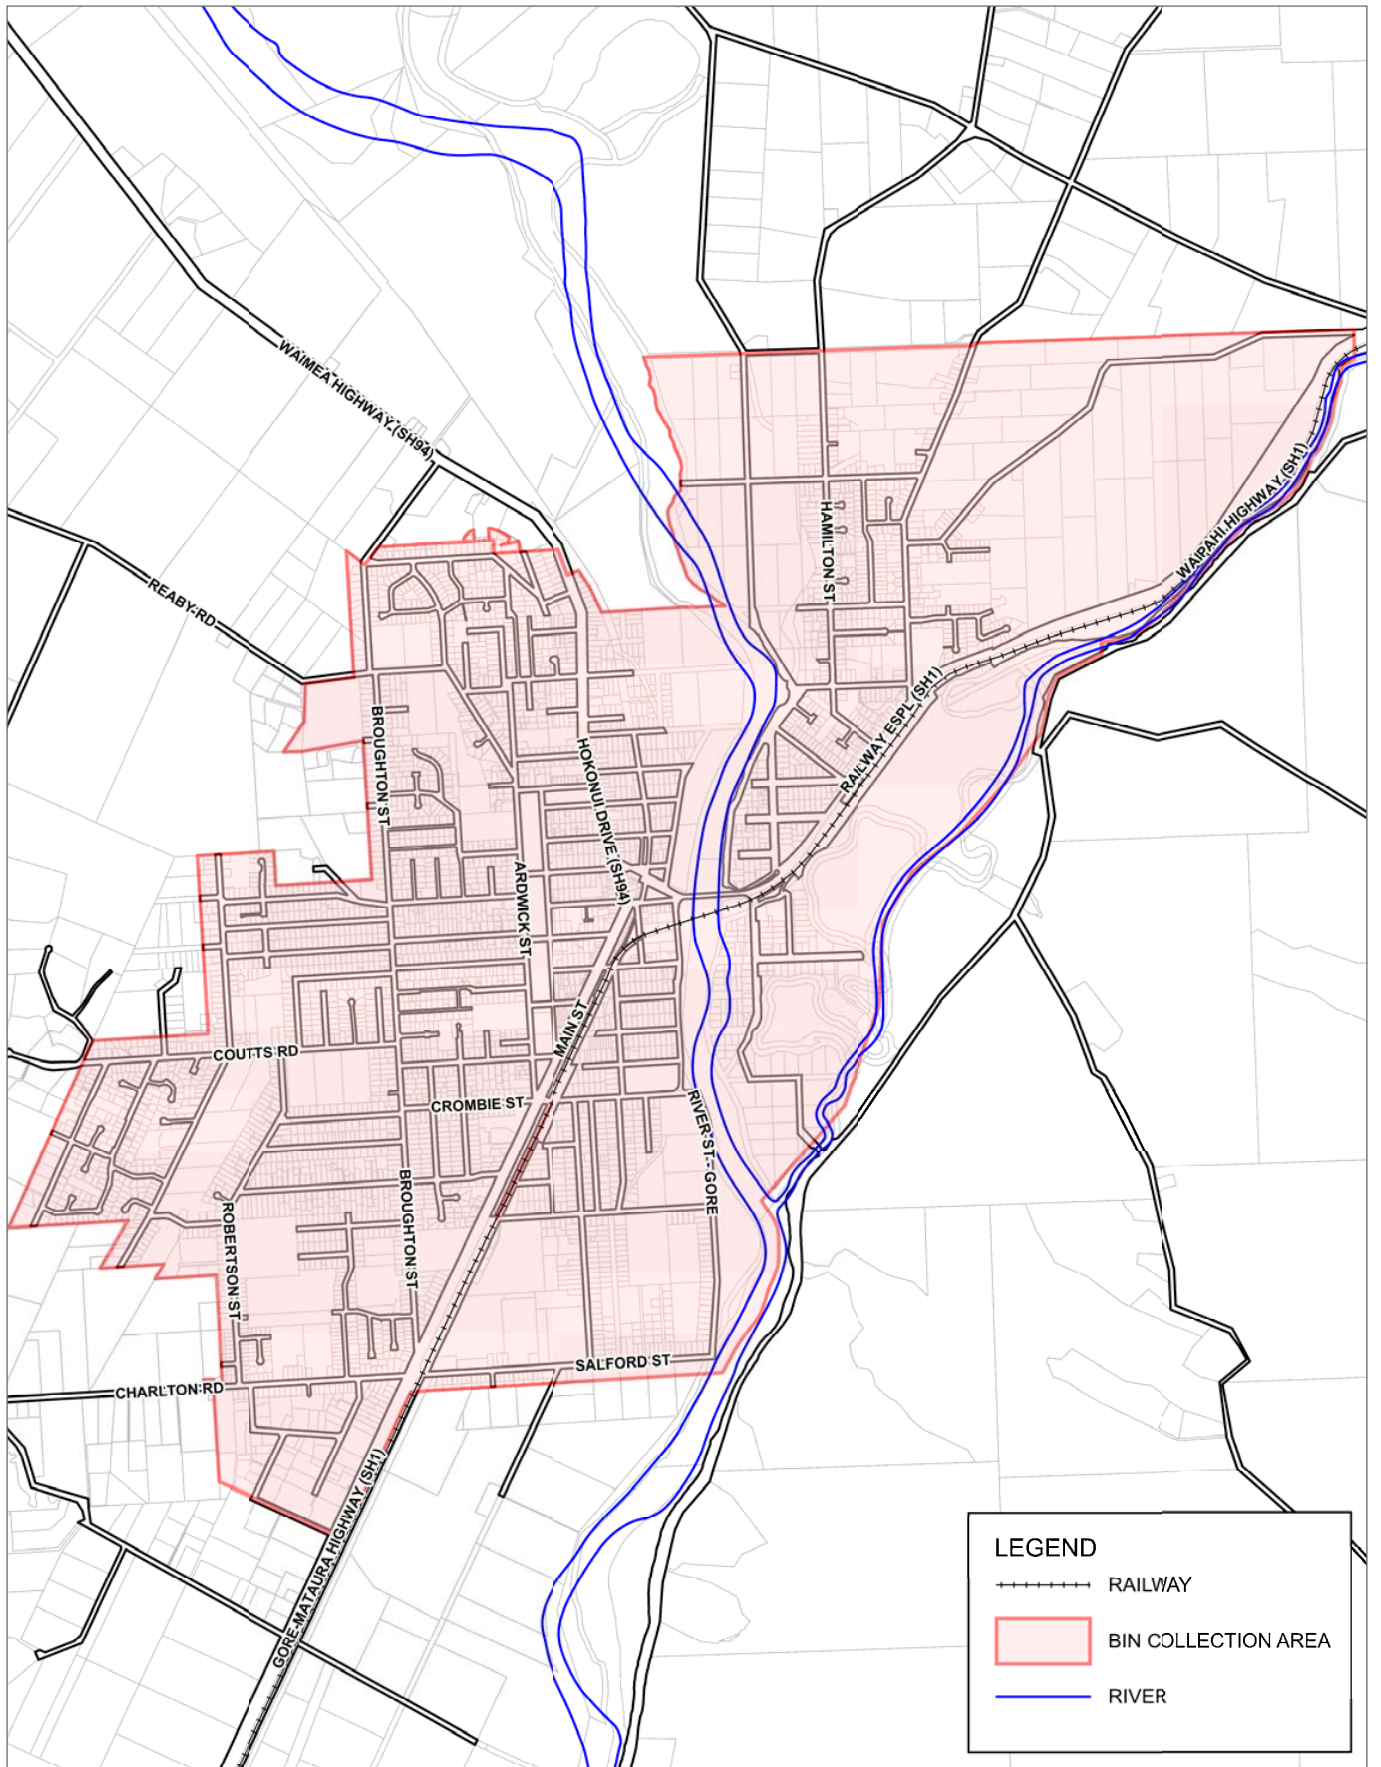 WAIMEA HIGHWAY (SH94)
HAMILTON ST
WAIPAHI HIGHWAY (SH1)
REABY RD
RAILWAY ESPL (SH1)
BROUGHTON ST
HOKONUI DRIVE (SH94)
ARDWICK ST
MAIN ST
COUTTS RD
CROMBIE ST
RIVER ST - GORE
BROUGHTON ST
ROBERTSON ST
SALFORD ST
CHARLTON RD
GORE-MATAURA HIGHWAY (SH1)
LEGEND
RAILWAY
BIN COLLECTION AREA
RIVER